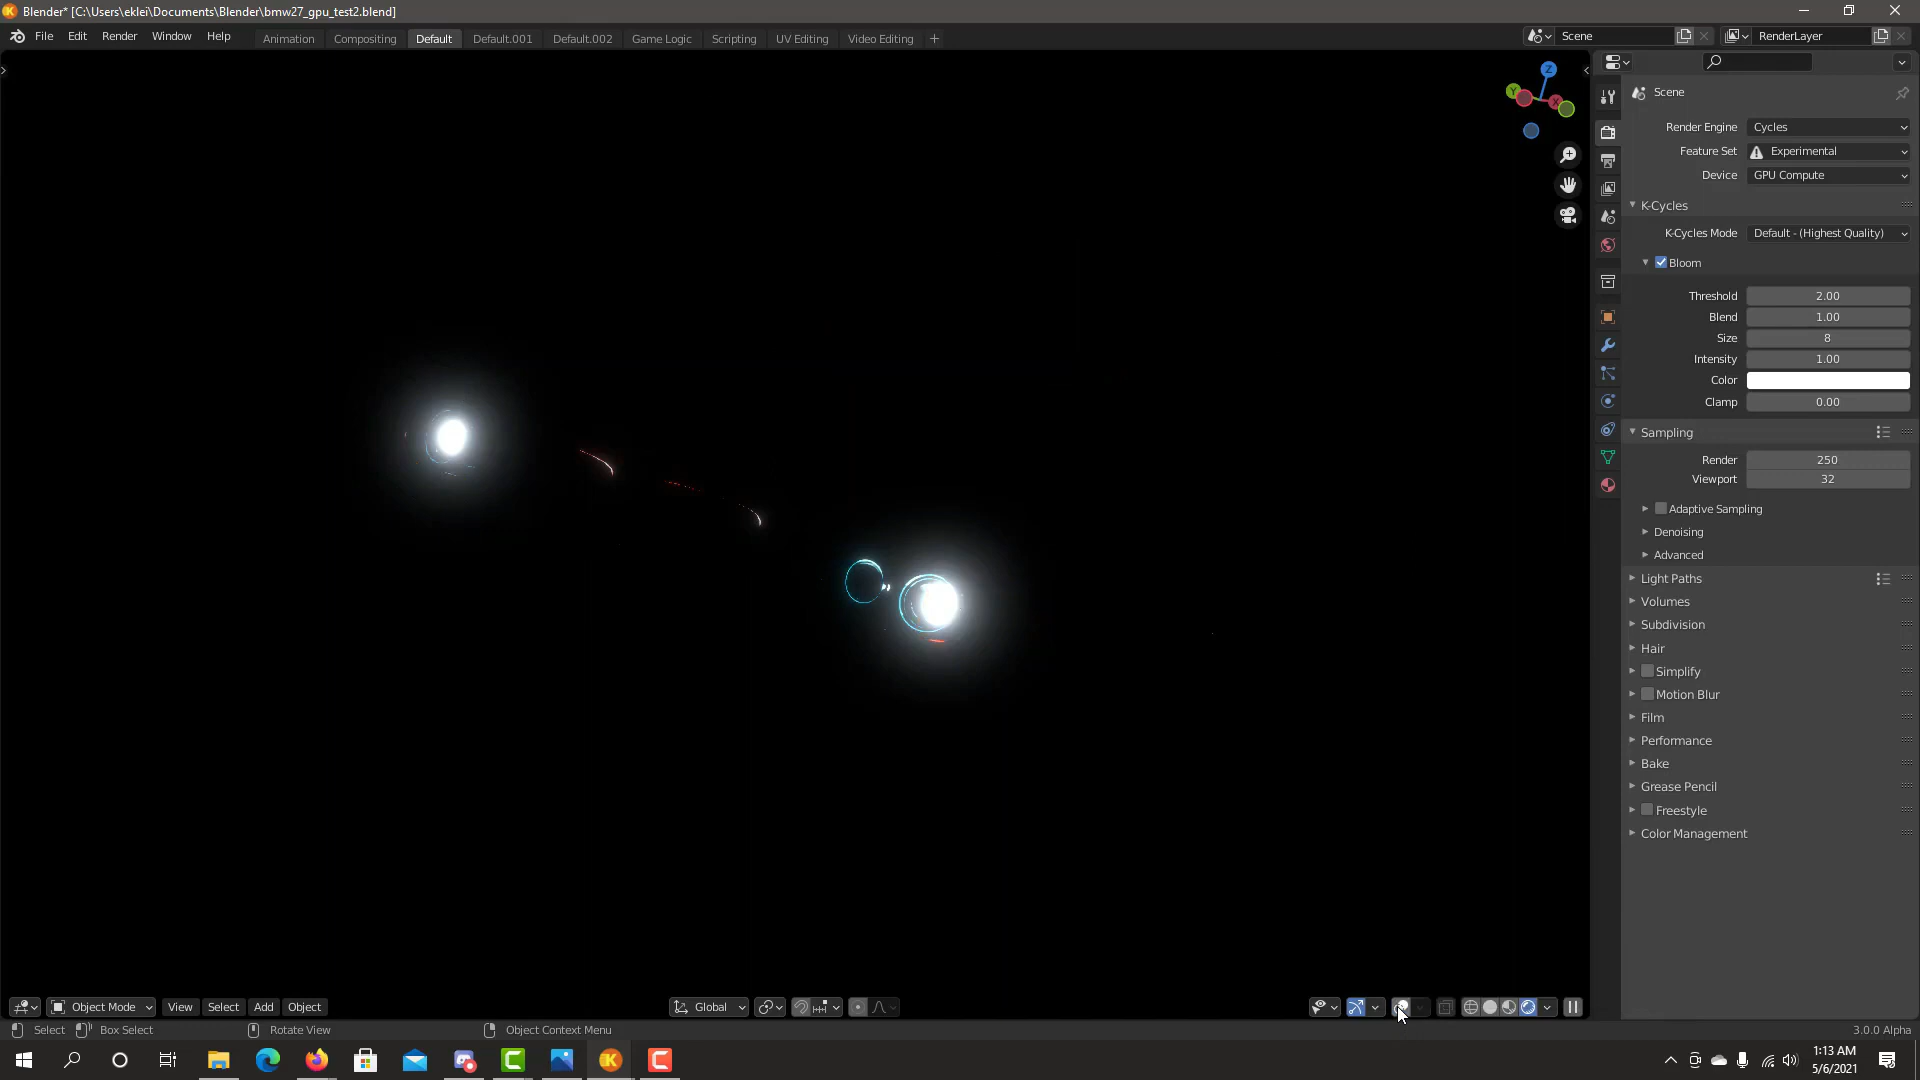 Blender* [C:\Users\eklei\Documents\Blender\bmw27_gpu_test2.blend]
File Edit Render Window Help Animation Compositing Default Default.001 Default.002 Game Logic Scripting UV Editing Video Editing + Scene RenderLayer
Scene
Render Engine Cycles
Feature Set Experimental
Device GPU Compute
K-Cycles
K-Cycles Mode Default - (Highest Quality)
Bloom
Threshold 2.00
Blend 1.00
Size 8
Intensity 1.00
Color
Clamp 0.00
Sampling
Render 250
Viewport 32
Adaptive Sampling
Denoising
Advanced
Light Paths
Volumes
Subdivision
Hair
Simplify
Motion Blur
Film
Performance
Bake
Grease Pencil
Freestyle
Color Management
Z
Y
X
Object Mode View Select Add Object Global
Select Box Select Rotate View Object Context Menu 3.0.0 Alpha
1:13 AM
5/6/2021